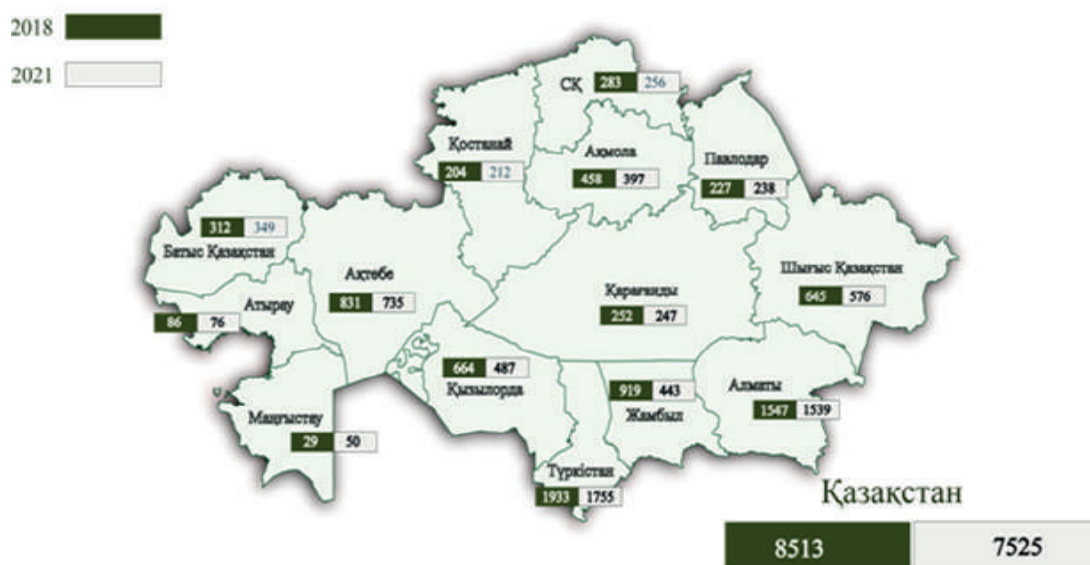 2018
2021
СҚ
283 256
Қостанай
204 212
Ақмола
458 397
Павлодар
227 238
312 349
Батыс Қазақстан
Ақтөбе
831 735
Атырау
86 76
Қарағанды
252 247
Шығыс Қазақстан
645 576
664 487
Қызылорда
919 443
Жамбыл
Алматы
1547 1539
Маңғыстау
29 50
Түркістан
1933 1755
Қазақстан
8513 7525